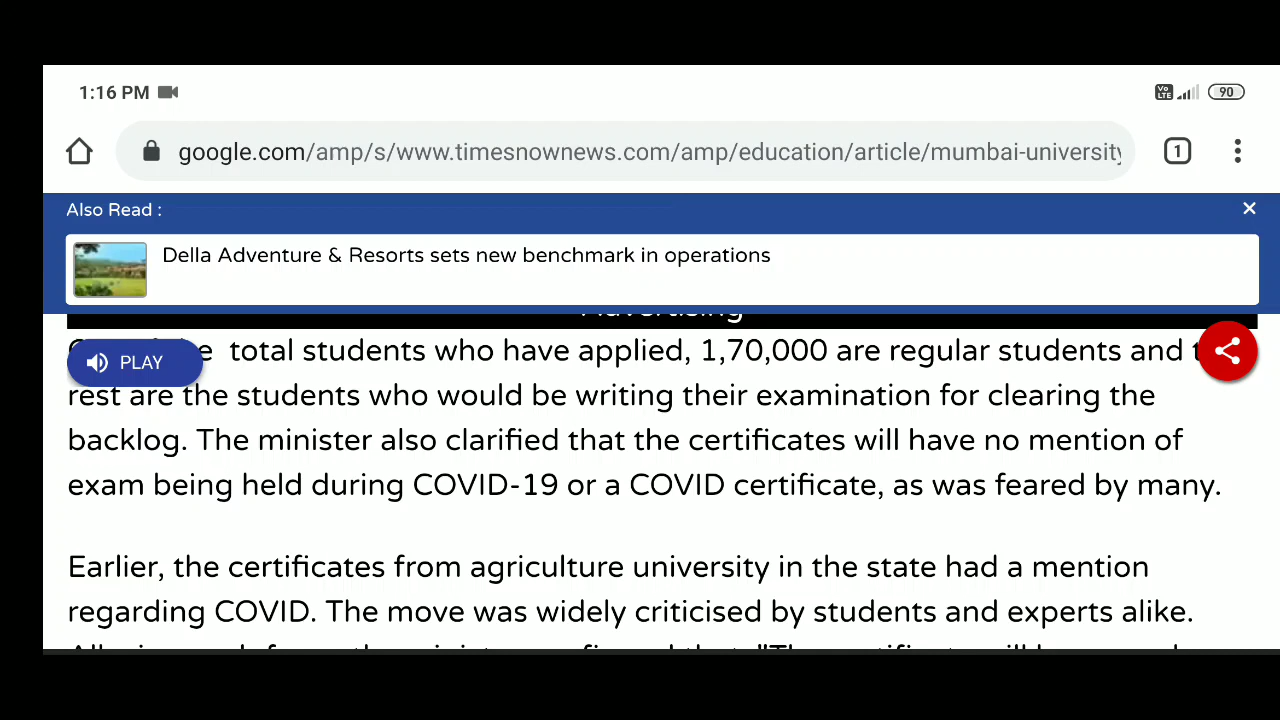 1:16 PM
Vo LTE 90
google.com/amp/s/www.timesnownews.com/amp/education/article/mumbai-university
1
Also Read :
Della Adventure & Resorts sets new benchmark in operations
Advertising
PLAY
total students who have applied, 1,70,000 are regular students and
rest are the students who would be writing their examination for clearing the
backlog. The minister also clarified that the certificates will have no mention of
exam being held during COVID-19 or a COVID certificate, as was feared by many.
Earlier, the certificates from agriculture university in the state had a mention
regarding COVID. The move was widely criticised by students and experts alike.